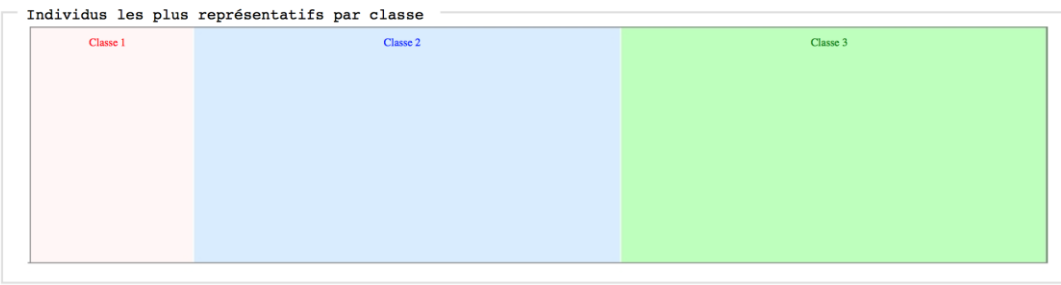 Individus les plus représentatifs par classe
Classe 1 Classe 2 Classe 3